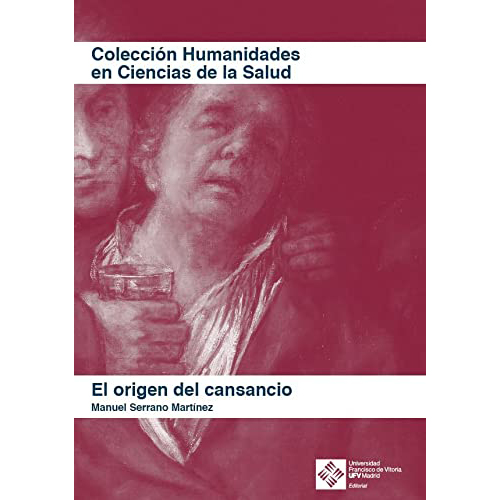 Colección Humanidades
en Ciencias de la Salud
El origen del cansancio
Manuel Serrano Martínez
Universidad
Francisco de Vitoria
UFV Madrid
Editorial